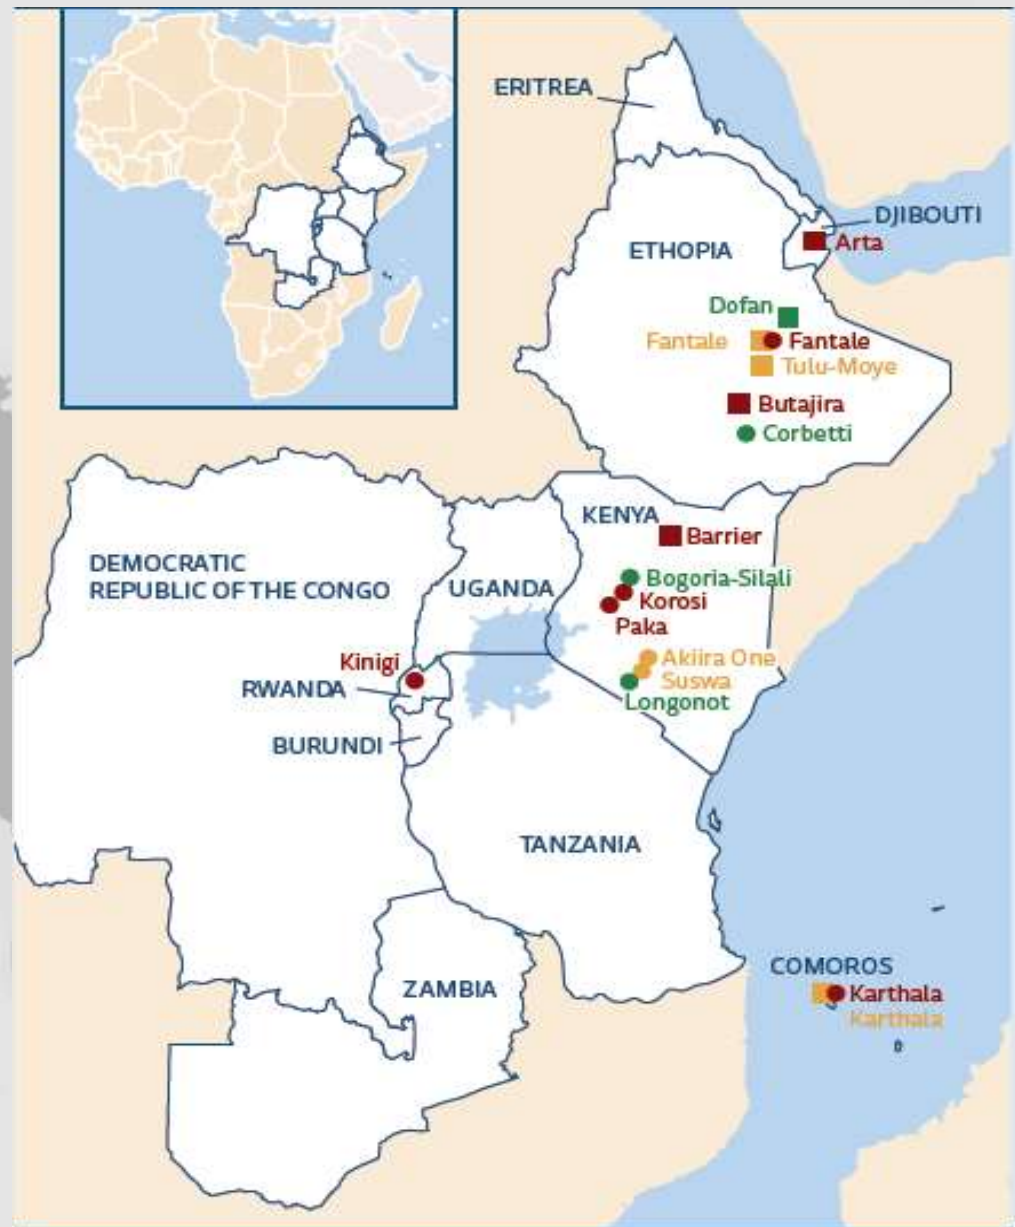 ERITREA
DJIBOUTI
Arta
ETHOPIA
Dofan
Fantale
Fantale
Tulu-Moye
Butajira
Corbetti
KENYA
Barrier
DEMOCRATIC
REPUBLIC OF THE CONGO
UGANDA
Bogoria-Silali
Korosi
Paka
Kinigi
Akiira One
RWANDA
Suswa
Longonot
BURUNDI
TANZANIA
COMOROS
ZAMBIA
Karthala
Karthala